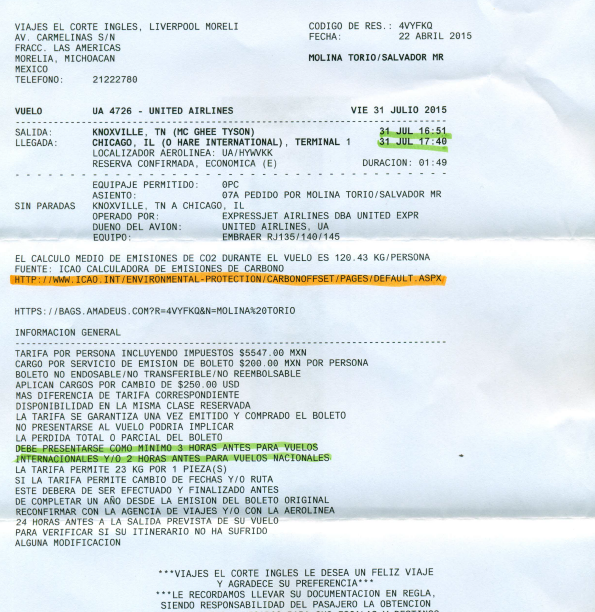 VIAJES EL CORTE INGLES, LIVERPOOL MORELI CODIGO DE RES.: 4VYFKQ
AV. CARMELINAS S/N FECHA: 22 ABRIL 2015
FRACC. LAS AMERICAS
MORELIA, MICHOACAN MOLINA TORIO/SALVADOR MR
MEXICO
TELEFONO: 21222780
VUELO UA 4726 - UNITED AIRLINES VIE 31 JULIO 2015
SALIDA: KNOXVILLE, TN (MC GHEE TYSON) 31 JUL 16:51
LLEGADA: CHICAGO, IL (O HARE INTERNATIONAL), TERMINAL 1 31 JUL 17:40
LOCALIZADOR AEROLINEA: UA/HYWVKK
RESERVA CONFIRMADA, ECONOMICA (E) DURACION: 01:49
EQUIPAJE PERMITIDO: 0PC
ASIENTO: 07A PEDIDO POR MOLINA TORIO/SALVADOR MR
SIN PARADAS KNOXVILLE, TN A CHICAGO, IL
OPERADO POR: EXPRESSJET AIRLINES DBA UNITED EXPR
DUENO DEL AVION: UNITED AIRLINES, UA
EQUIPO: EMBRAER RJ135/140/145
EL CALCULO MEDIO DE EMISIONES DE CO2 DURANTE EL VUELO ES 120.43 KG/PERSONA
FUENTE: ICAO CALCULADORA DE EMISIONES DE CARBONO
HTTP://WWW.ICAO.INT/ENVIRONMENTAL-PROTECTION/CARBONOFFSET/PAGES/DEFAULT.ASPX
HTTPS://BAGS.AMADEUS.COM?R=4VYFKQ&N=MOLINA%20TORIO
INFORMACION GENERAL
TARIFA POR PERSONA INCLUYENDO IMPUESTOS $5547.00 MXN
CARGO POR SERVICIO DE EMISION DE BOLETO $200.00 MXN POR PERSONA
BOLETO NO ENDOSABLE/NO TRANSFERIBLE/NO REEMBOLSABLE
APLICAN CARGOS POR CAMBIO DE $250.00 USD
MAS DIFERENCIA DE TARIFA CORRESPONDIENTE
DISPONIBILIDAD EN LA MISMA CLASE RESERVADA
LA TARIFA SE GARANTIZA UNA VEZ EMITIDO Y COMPRADO EL BOLETO
NO PRESENTARSE AL VUELO PODRIA IMPLICAR
LA PERDIDA TOTAL O PARCIAL DEL BOLETO
DEBE PRESENTARSE COMO MINIMO 3 HORAS ANTES PARA VUELOS
INTERNACIONALES Y/O 2 HORAS ANTES PARA VUELOS NACIONALES
LA TARIFA PERMITE 23 KG POR 1 PIEZA(S)
SI LA TARIFA PERMITE CAMBIO DE FECHAS Y/O RUTA
ESTE DEBERA DE SER EFECTUADO Y FINALIZADO ANTES
DE COMPLETAR UN AÑO DESDE LA EMISION DEL BOLETO ORIGINAL
RECONFIRMAR CON LA AGENCIA DE VIAJES Y/O CON LA AEROLINEA
24 HORAS ANTES A LA SALIDA PREVISTA DE SU VUELO
PARA VERIFICAR SI SU ITINERARIO NO HA SUFRIDO
ALGUNA MODIFICACION
***VIAJES EL CORTE INGLES LE DESEA UN FELIZ VIAJE
Y AGRADECE SU PREFERENCIA***
***LE RECORDAMOS LLEVAR SU DOCUMENTACION EN REGLA,
SIENDO RESPONSABILIDAD DEL PASAJERO LA OBTENCION